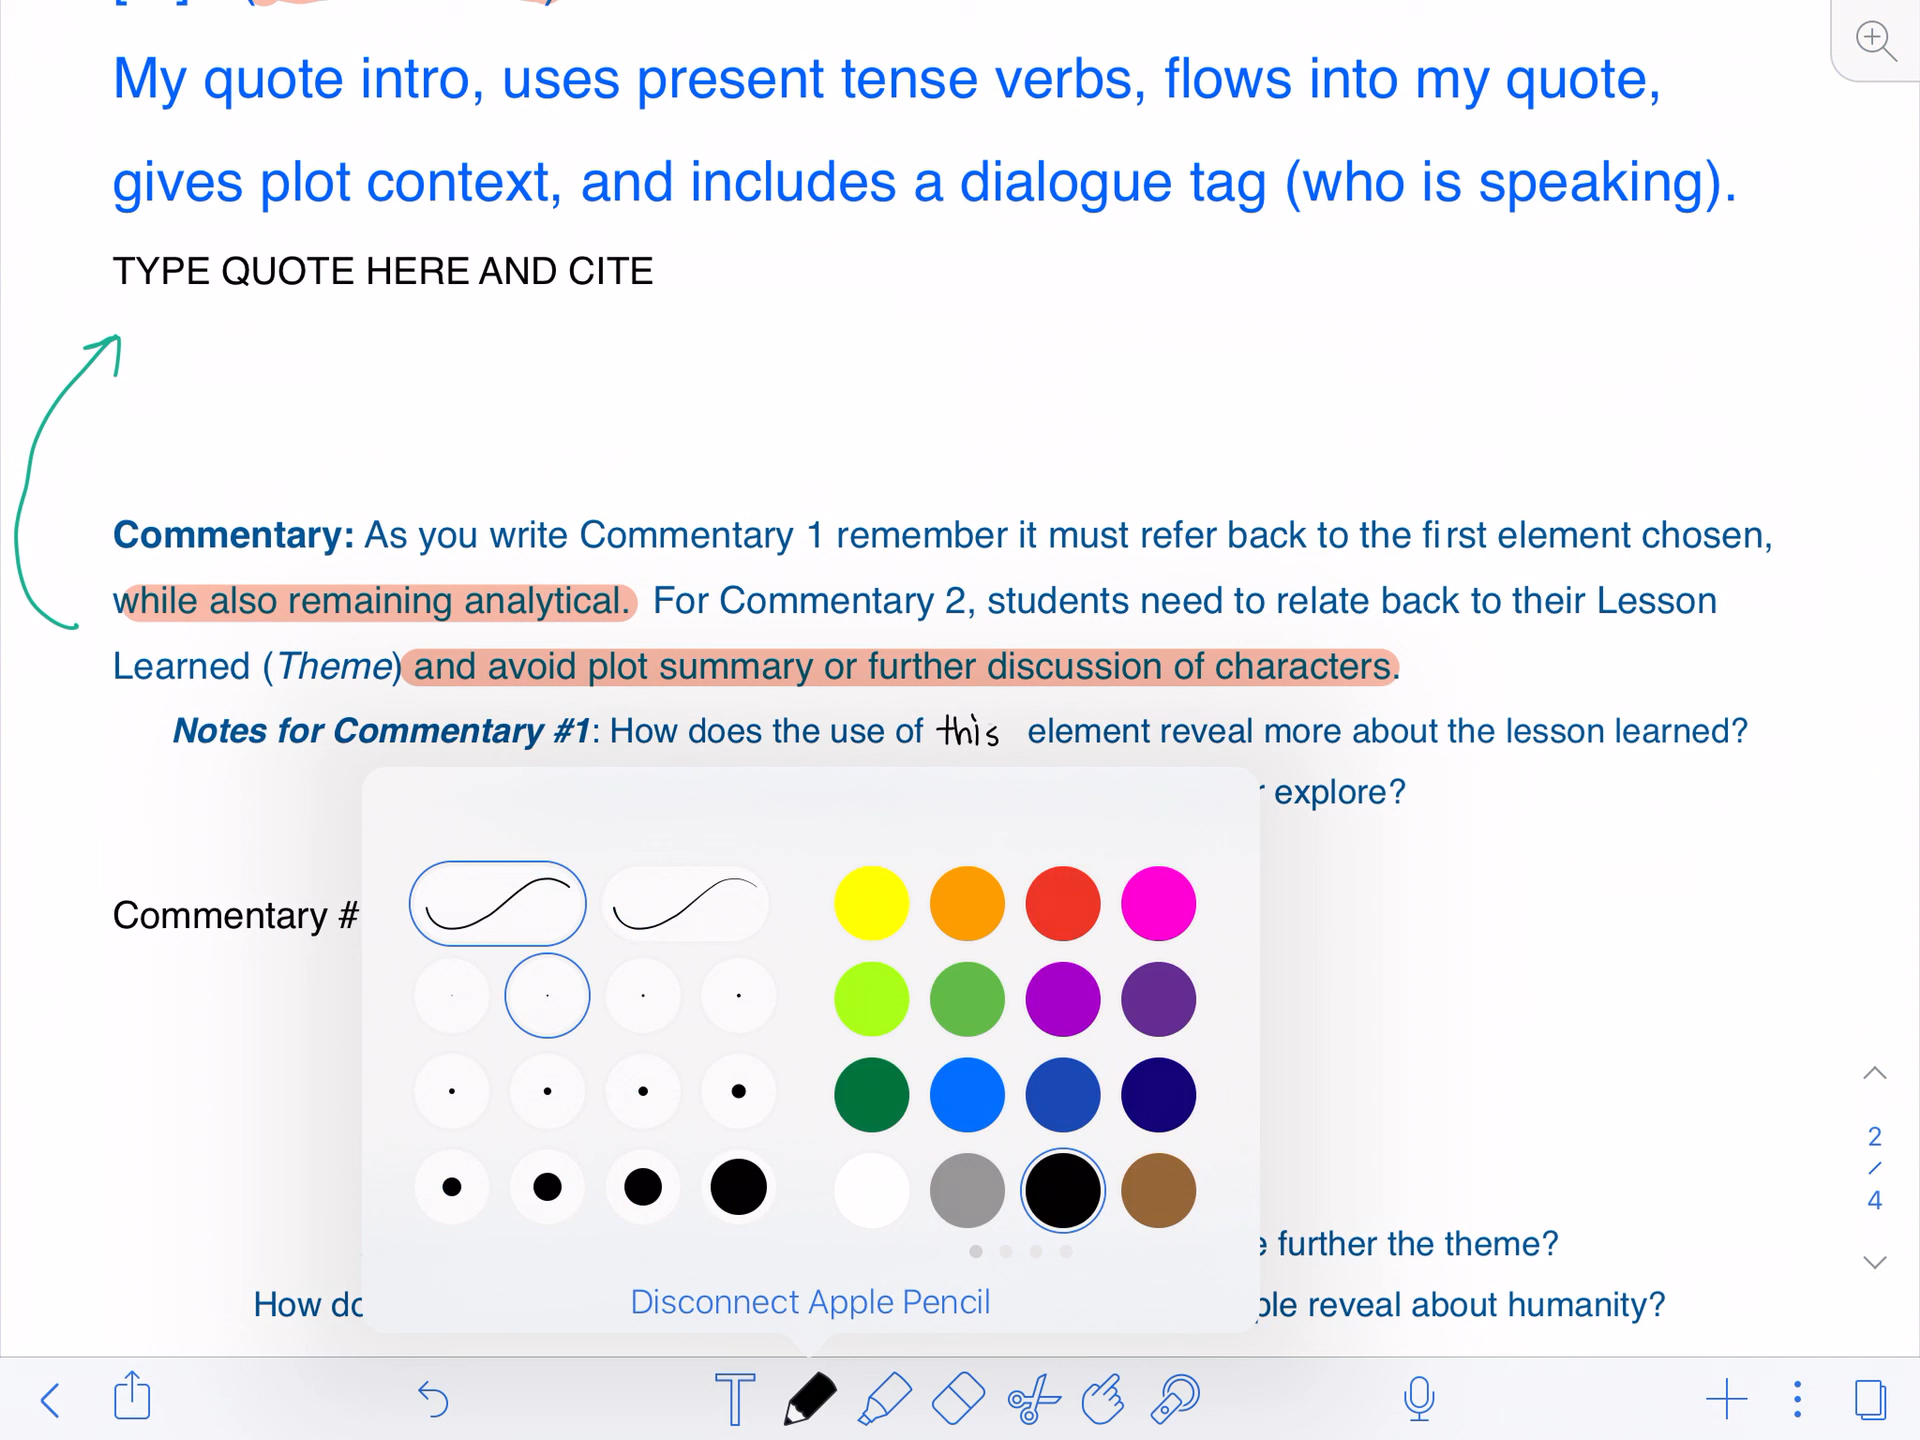 My quote intro, uses present tense verbs, flows into my quote,
gives plot context, and includes a dialogue tag (who is speaking).
TYPE QUOTE HERE AND CITE
Commentary: As you write Commentary 1 remember it must refer back to the first element chosen,
while also remaining analytical. For Commentary 2, students need to relate back to their Lesson
Learned (Theme) and avoid plot summary or further discussion of characters.
Notes for Commentary #1: How does the use of this element reveal more about the lesson learned?
explore?
Commentary #
further the theme?
How reveal about humanity?
Disconnect Apple Pencil
2
/
4
T